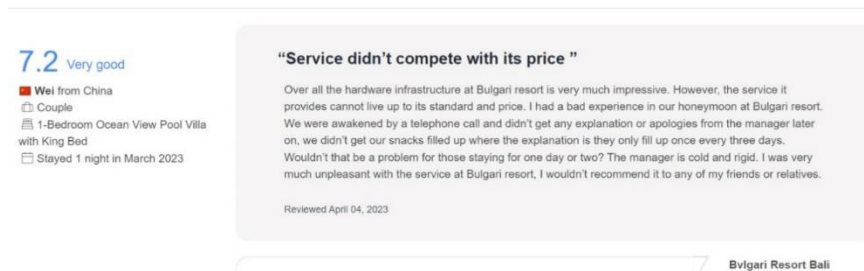 7.2 Very good
Wei from China
Couple
1-Bedroom Ocean View Pool Villa
with King Bed
Stayed 1 night in March 2023
“Service didn’t compete with its price ”
Over all the hardware infrastructure at Bulgari resort is very much impressive. However, the service it
provides cannot live up to its standard and price. I had a bad experience in our honeymoon at Bulgari resort.
We were awakened by a telephone call and didn’t get any explanation or apologies from the manager later
on, we didn’t get our snacks filled up where the explanation is they only fill up once every three days.
Wouldn’t that be a problem for those staying for one day or two? The manager is cold and rigid. I was very
much unpleasant with the service at Bulgari resort, I wouldn’t recommend it to any of my friends or relatives.
Reviewed April 04, 2023
Bvlgari Resort Bali